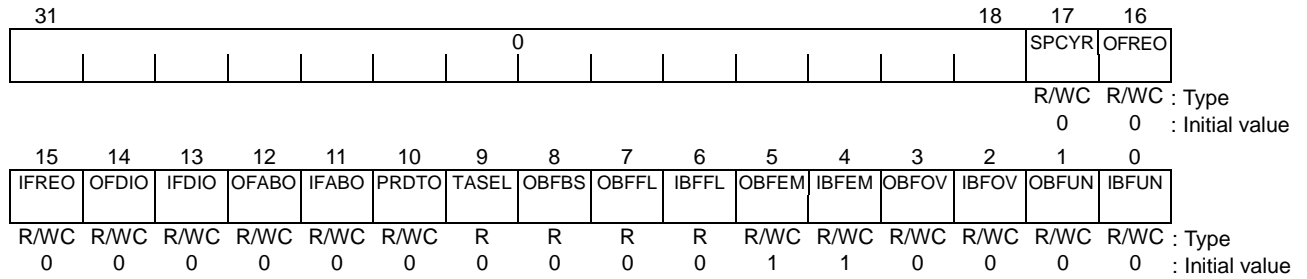 31 18 17 16
0 SPCYR OFREO
R/WC R/WC : Type
0 0 : Initial value
15 14 13 12 11 10 9 8 7 6 5 4 3 2 1 0
IFREO OFDIO IFDIO OFABO IFABO PRDTO TASEL OBFBS OBFFL IBFFL OBFEM IBFEM OBFOV IBFOV OBFUN IBFUN
R/WC R/WC R/WC R/WC R/WC R/WC R R R R R/WC R/WC R/WC R/WC R/WC R/WC : Type
0 0 0 0 0 0 0 0 0 0 1 1 0 0 0 0 : Initial value